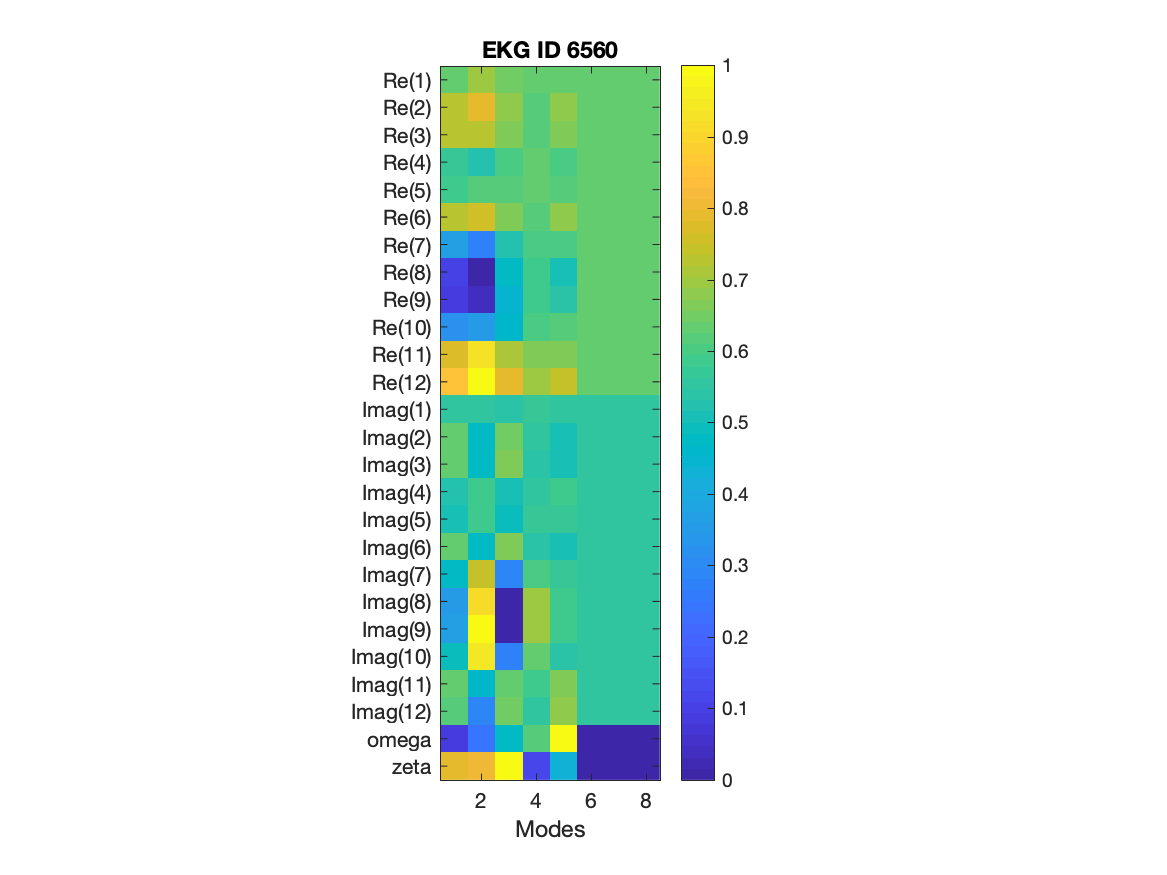 EKG ID 6560
Re(1)
Re(2)
Re(3)
Re(4)
Re(5)
Re(6)
Re(7)
Re(8)
Re(9)
Re(10)
Re(11)
Re(12)
Imag(1)
Imag(2)
Imag(3)
Imag(4)
Imag(5)
Imag(6)
Imag(7)
Imag(8)
Imag(9)
Imag(10)
Imag(11)
Imag(12)
omega
zeta
2 4 6 8
Modes
1
0.9
0.8
0.7
0.6
0.5
0.4
0.3
0.2
0.1
0